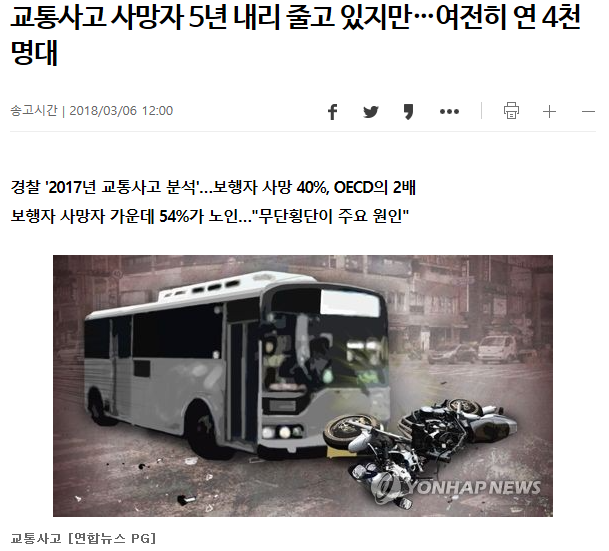 교통사고 사망자 5년 내리 줄고 있지만…여전히 연 4천
명대
송고시간 | 2018/03/06 12:00
경찰 '2017년 교통사고 분석'…보행자 사망 40%, OECD의 2배
보행자 사망자 가운데 54%가 노인…"무단횡단이 주요 원인"
YONHAP NEWS
교통사고 [연합뉴스 PG]